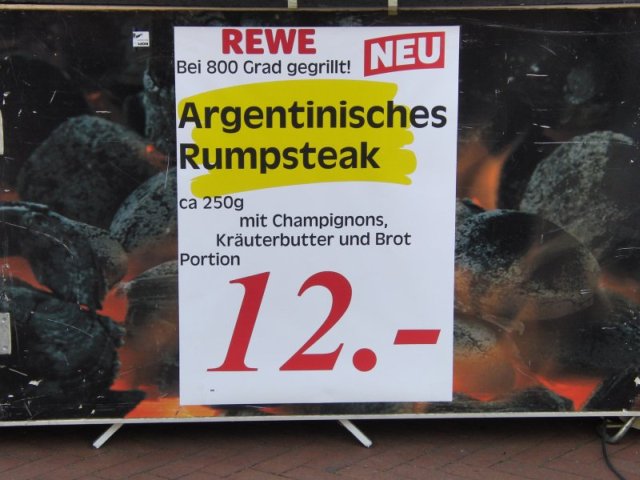 REWE
NEU
Bei 800 Grad gegrillt!
Argentinisches
Rumpsteak
ca 250g
mit Champignons,
Kräuterbutter und Brot
Portion
12.-